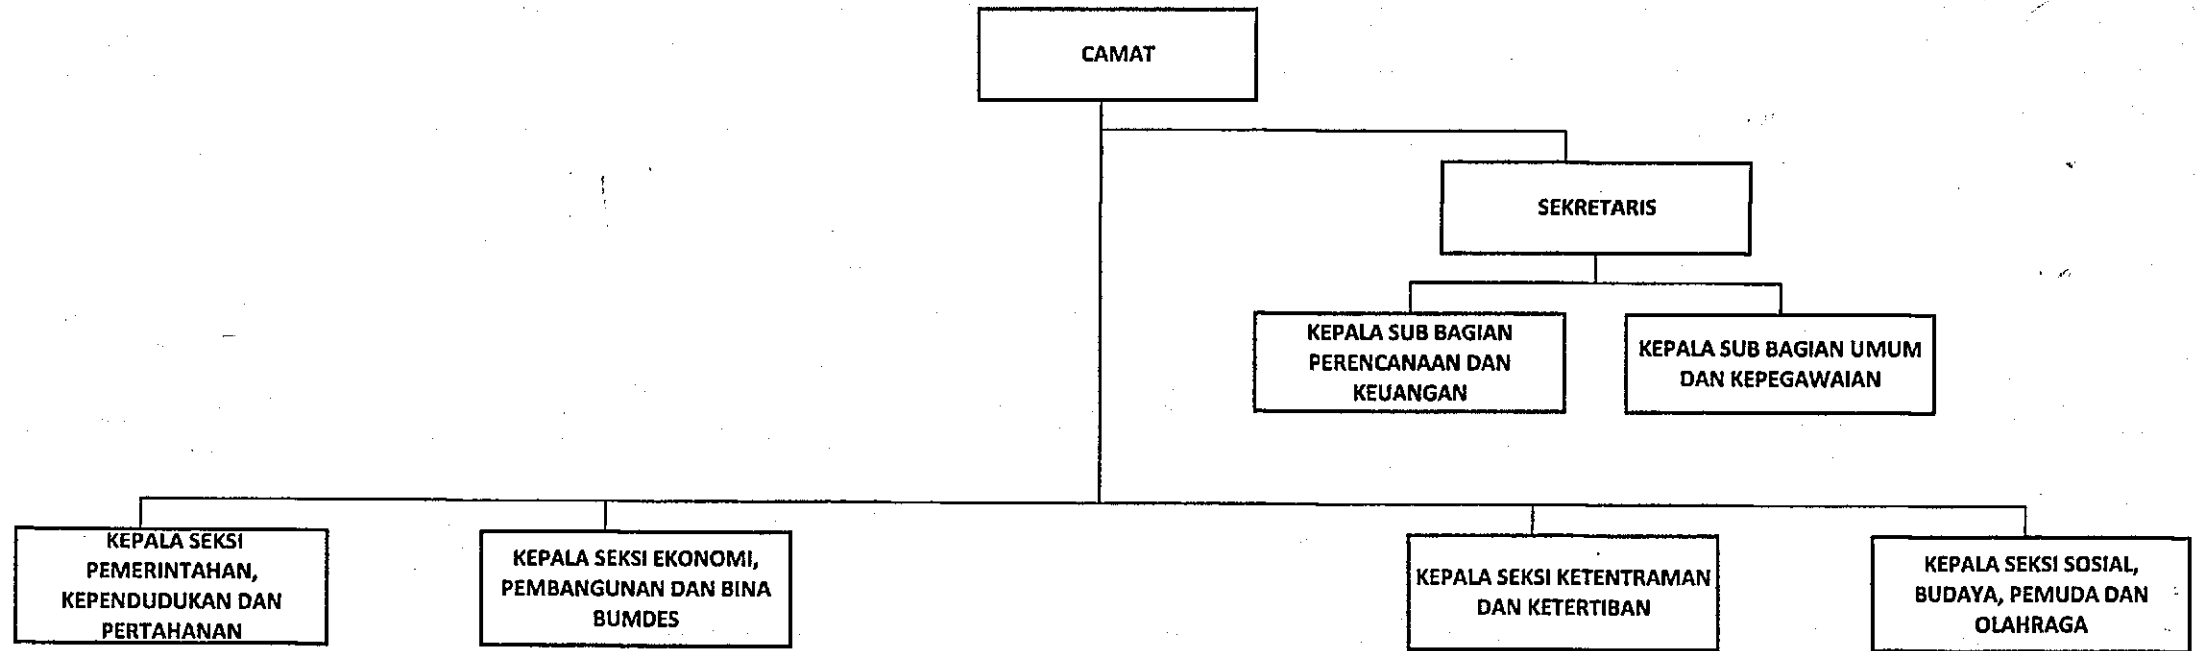 CAMAT
SEKRETARIS
KEPALA SUB BAGIAN
PERENCANAAN DAN
KEUANGAN
KEPALA SUB BAGIAN UMUM
DAN KEPEGAWAIAN
KEPALA SEKSI
PEMERINTAHAN,
KEPENDUDUKAN DAN
PERTAHANAN
KEPALA SEKSI EKONOMI,
PEMBANGUNAN DAN BINA
BUMDES
KEPALA SEKSI KETENTRAMAN
DAN KETERTIBAN
KEPALA SEKSI SOSIAL,
BUDAYA, PEMUDA DAN
OLAHRAGA